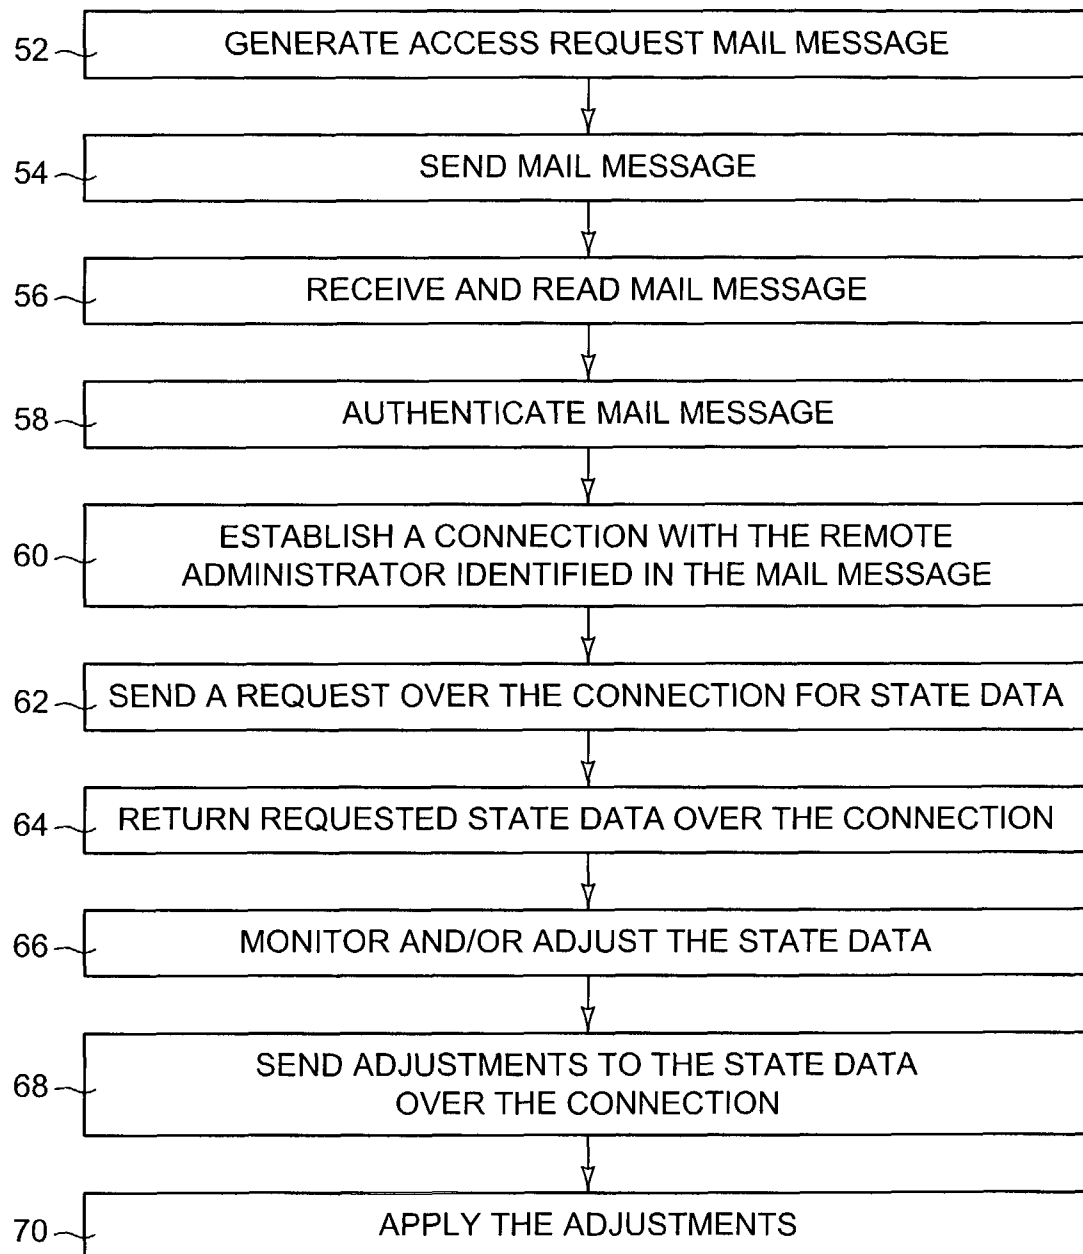 52 GENERATE ACCESS REQUEST MAIL MESSAGE
54 SEND MAIL MESSAGE
56 RECEIVE AND READ MAIL MESSAGE
58 AUTHENTICATE MAIL MESSAGE
ESTABLISH A CONNECTION WITH THE REMOTE
60 ADMINISTRATOR IDENTIFIED IN THE MAIL MESSAGE
62 SEND A REQUEST OVER THE CONNECTION FOR STATE DATA
64 RETURN REQUESTED STATE DATA OVER THE CONNECTION
66 MONITOR AND/OR ADJUST THE STATE DATA
SEND ADJUSTMENTS TO THE STATE DATA
68 OVER THE CONNECTION
70 APPLY THE ADJUSTMENTS